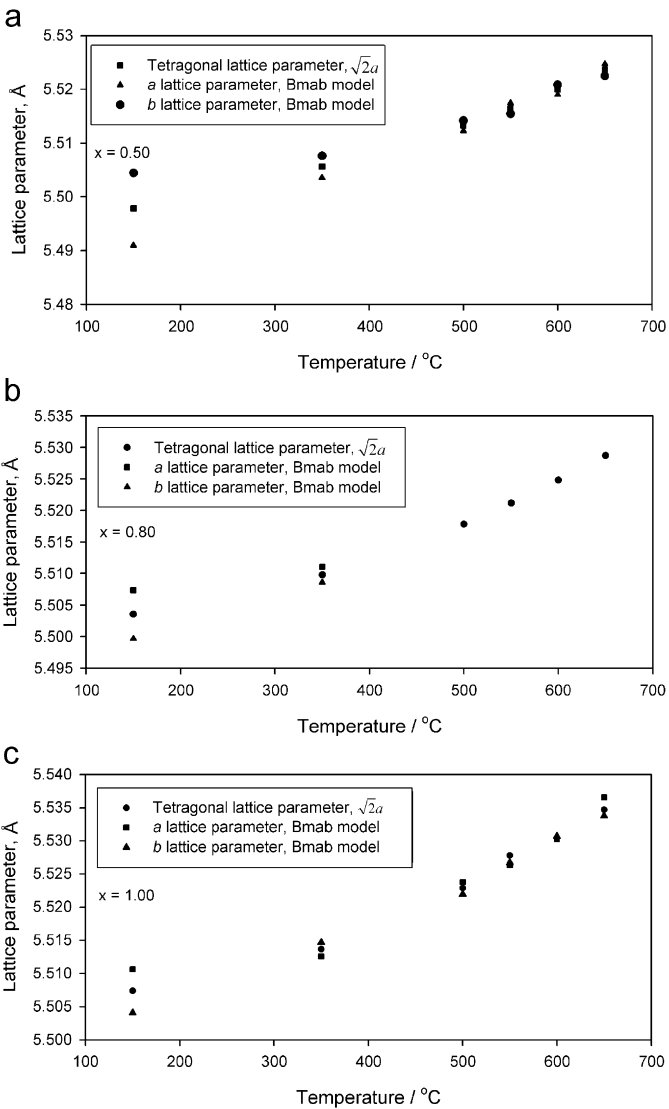 a
5.53
5.52
5.51
5.50
5.49
5.48
Lattice parameter, Å
Tetragonal lattice parameter, √2a
a lattice parameter, Bmab model
b lattice parameter, Bmab model
x = 0.50
100 200 300 400 500 600 700
Temperature / °C
b
5.535
5.530
5.525
5.520
5.515
5.510
5.505
5.500
5.495
Lattice parameter, Å
Tetragonal lattice parameter, √2a
a lattice parameter, Bmab model
b lattice parameter, Bmab model
x = 0.80
100 200 300 400 500 600 700
Temperature / °C
c
5.540
5.535
5.530
5.525
5.520
5.515
5.510
5.505
5.500
Lattice parameter, Å
Tetragonal lattice parameter, √2a
a lattice parameter, Bmab model
b lattice parameter, Bmab model
x = 1.00
100 200 300 400 500 600 700
Temperature / °C